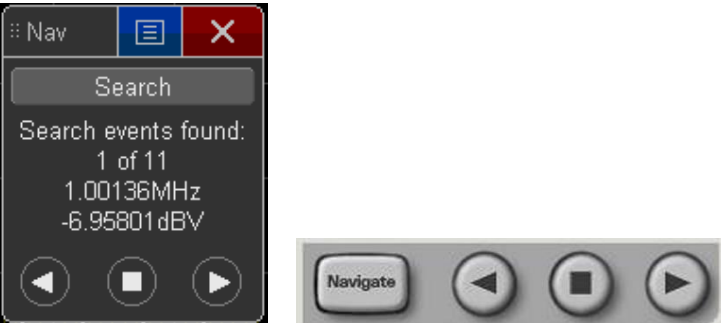 Nav
Search
Search events found:
1 of 11
1.00136MHz
-6.95801dBV
Navigate